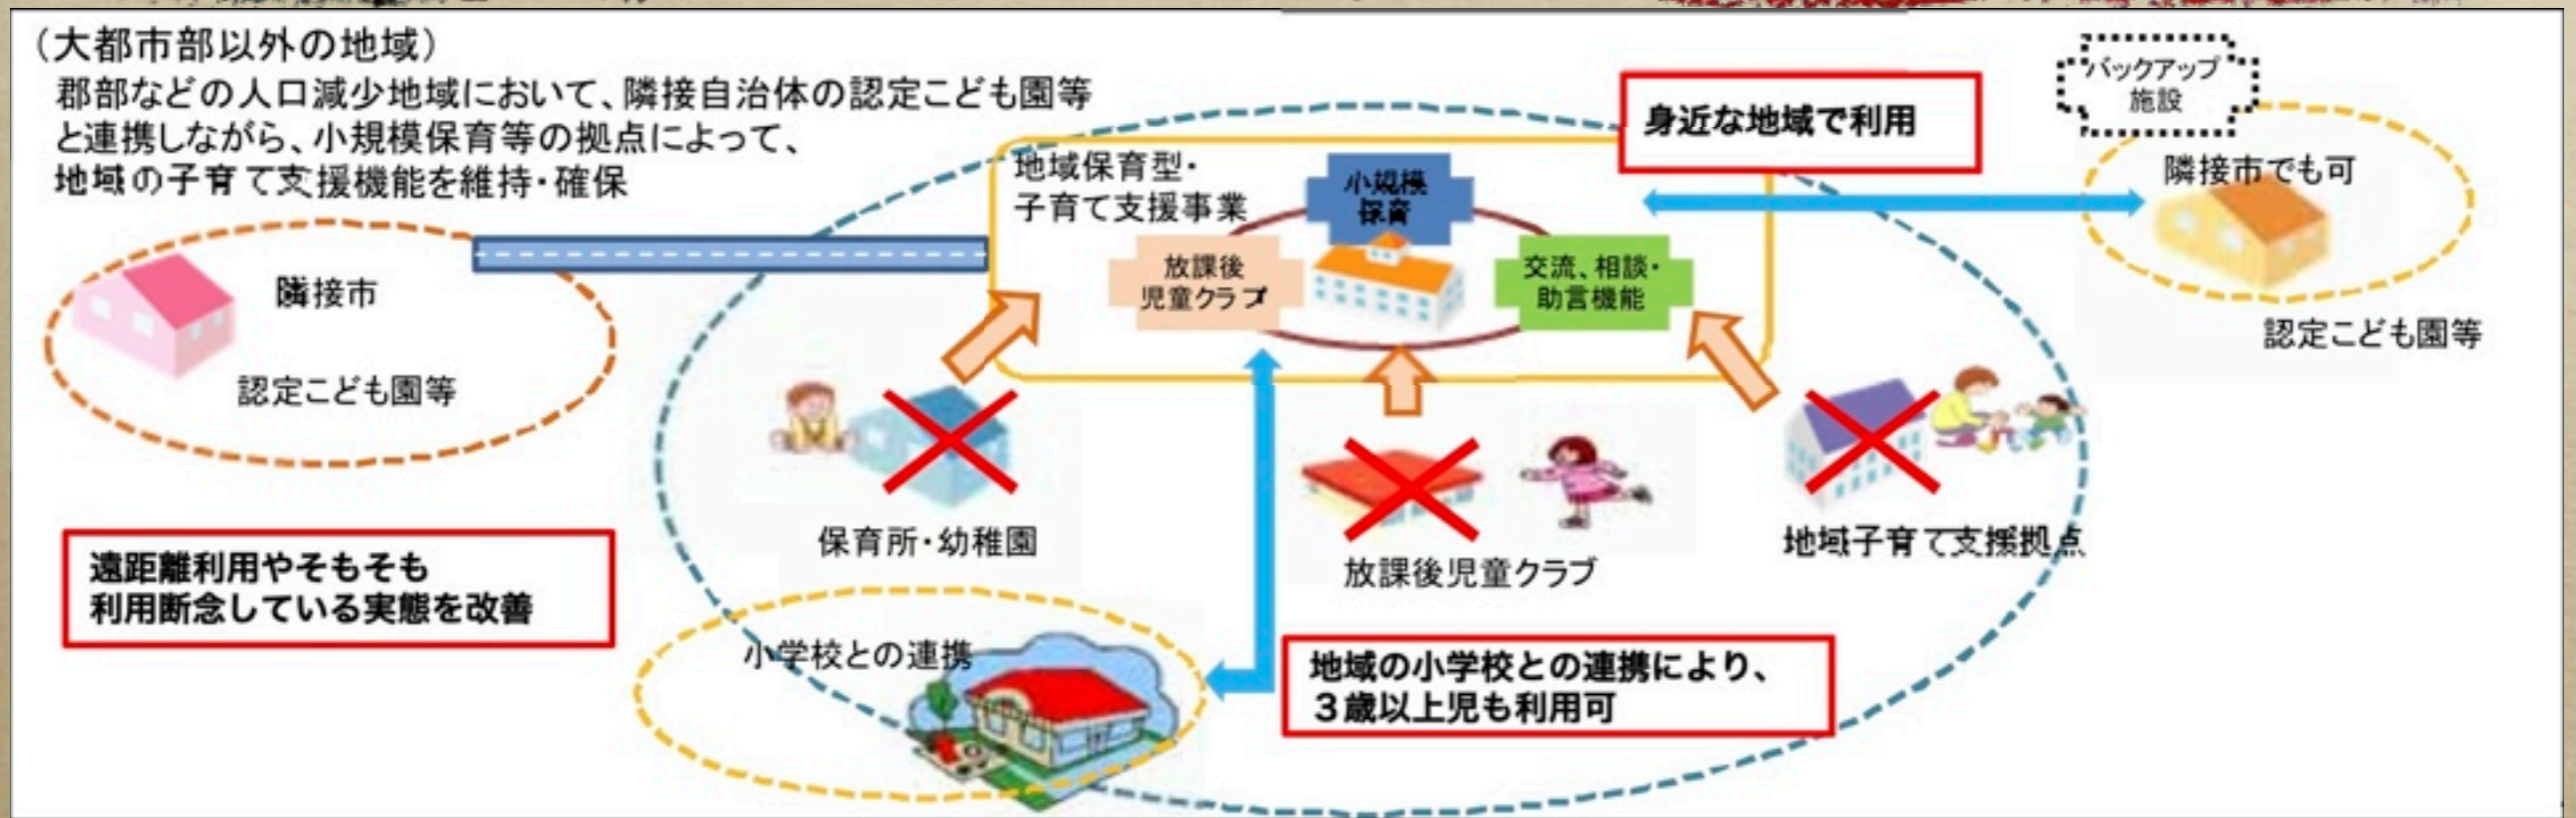 （大都市部以外の地域）
郡部などの人口減少地域において、隣接自治体の認定こども園等
と連携しながら、小規模保育等の拠点によって、
地域の子育て支援機能を維持・確保
身近な地域で利用
バックアップ
施設
隣接市でも可
認定こども園等
地域保育型・
子育て支援事業
小規模
保育
放課後
児童クラブ
交流、相談・
助言機能
隣接市
認定こども園等
保育所・幼稚園
放課後児童クラブ
地域子育て支援拠点
遠距離利用やそもそも
利用断念している実態を改善
小学校との連携
地域の小学校との連携により、
３歳以上児も利用可